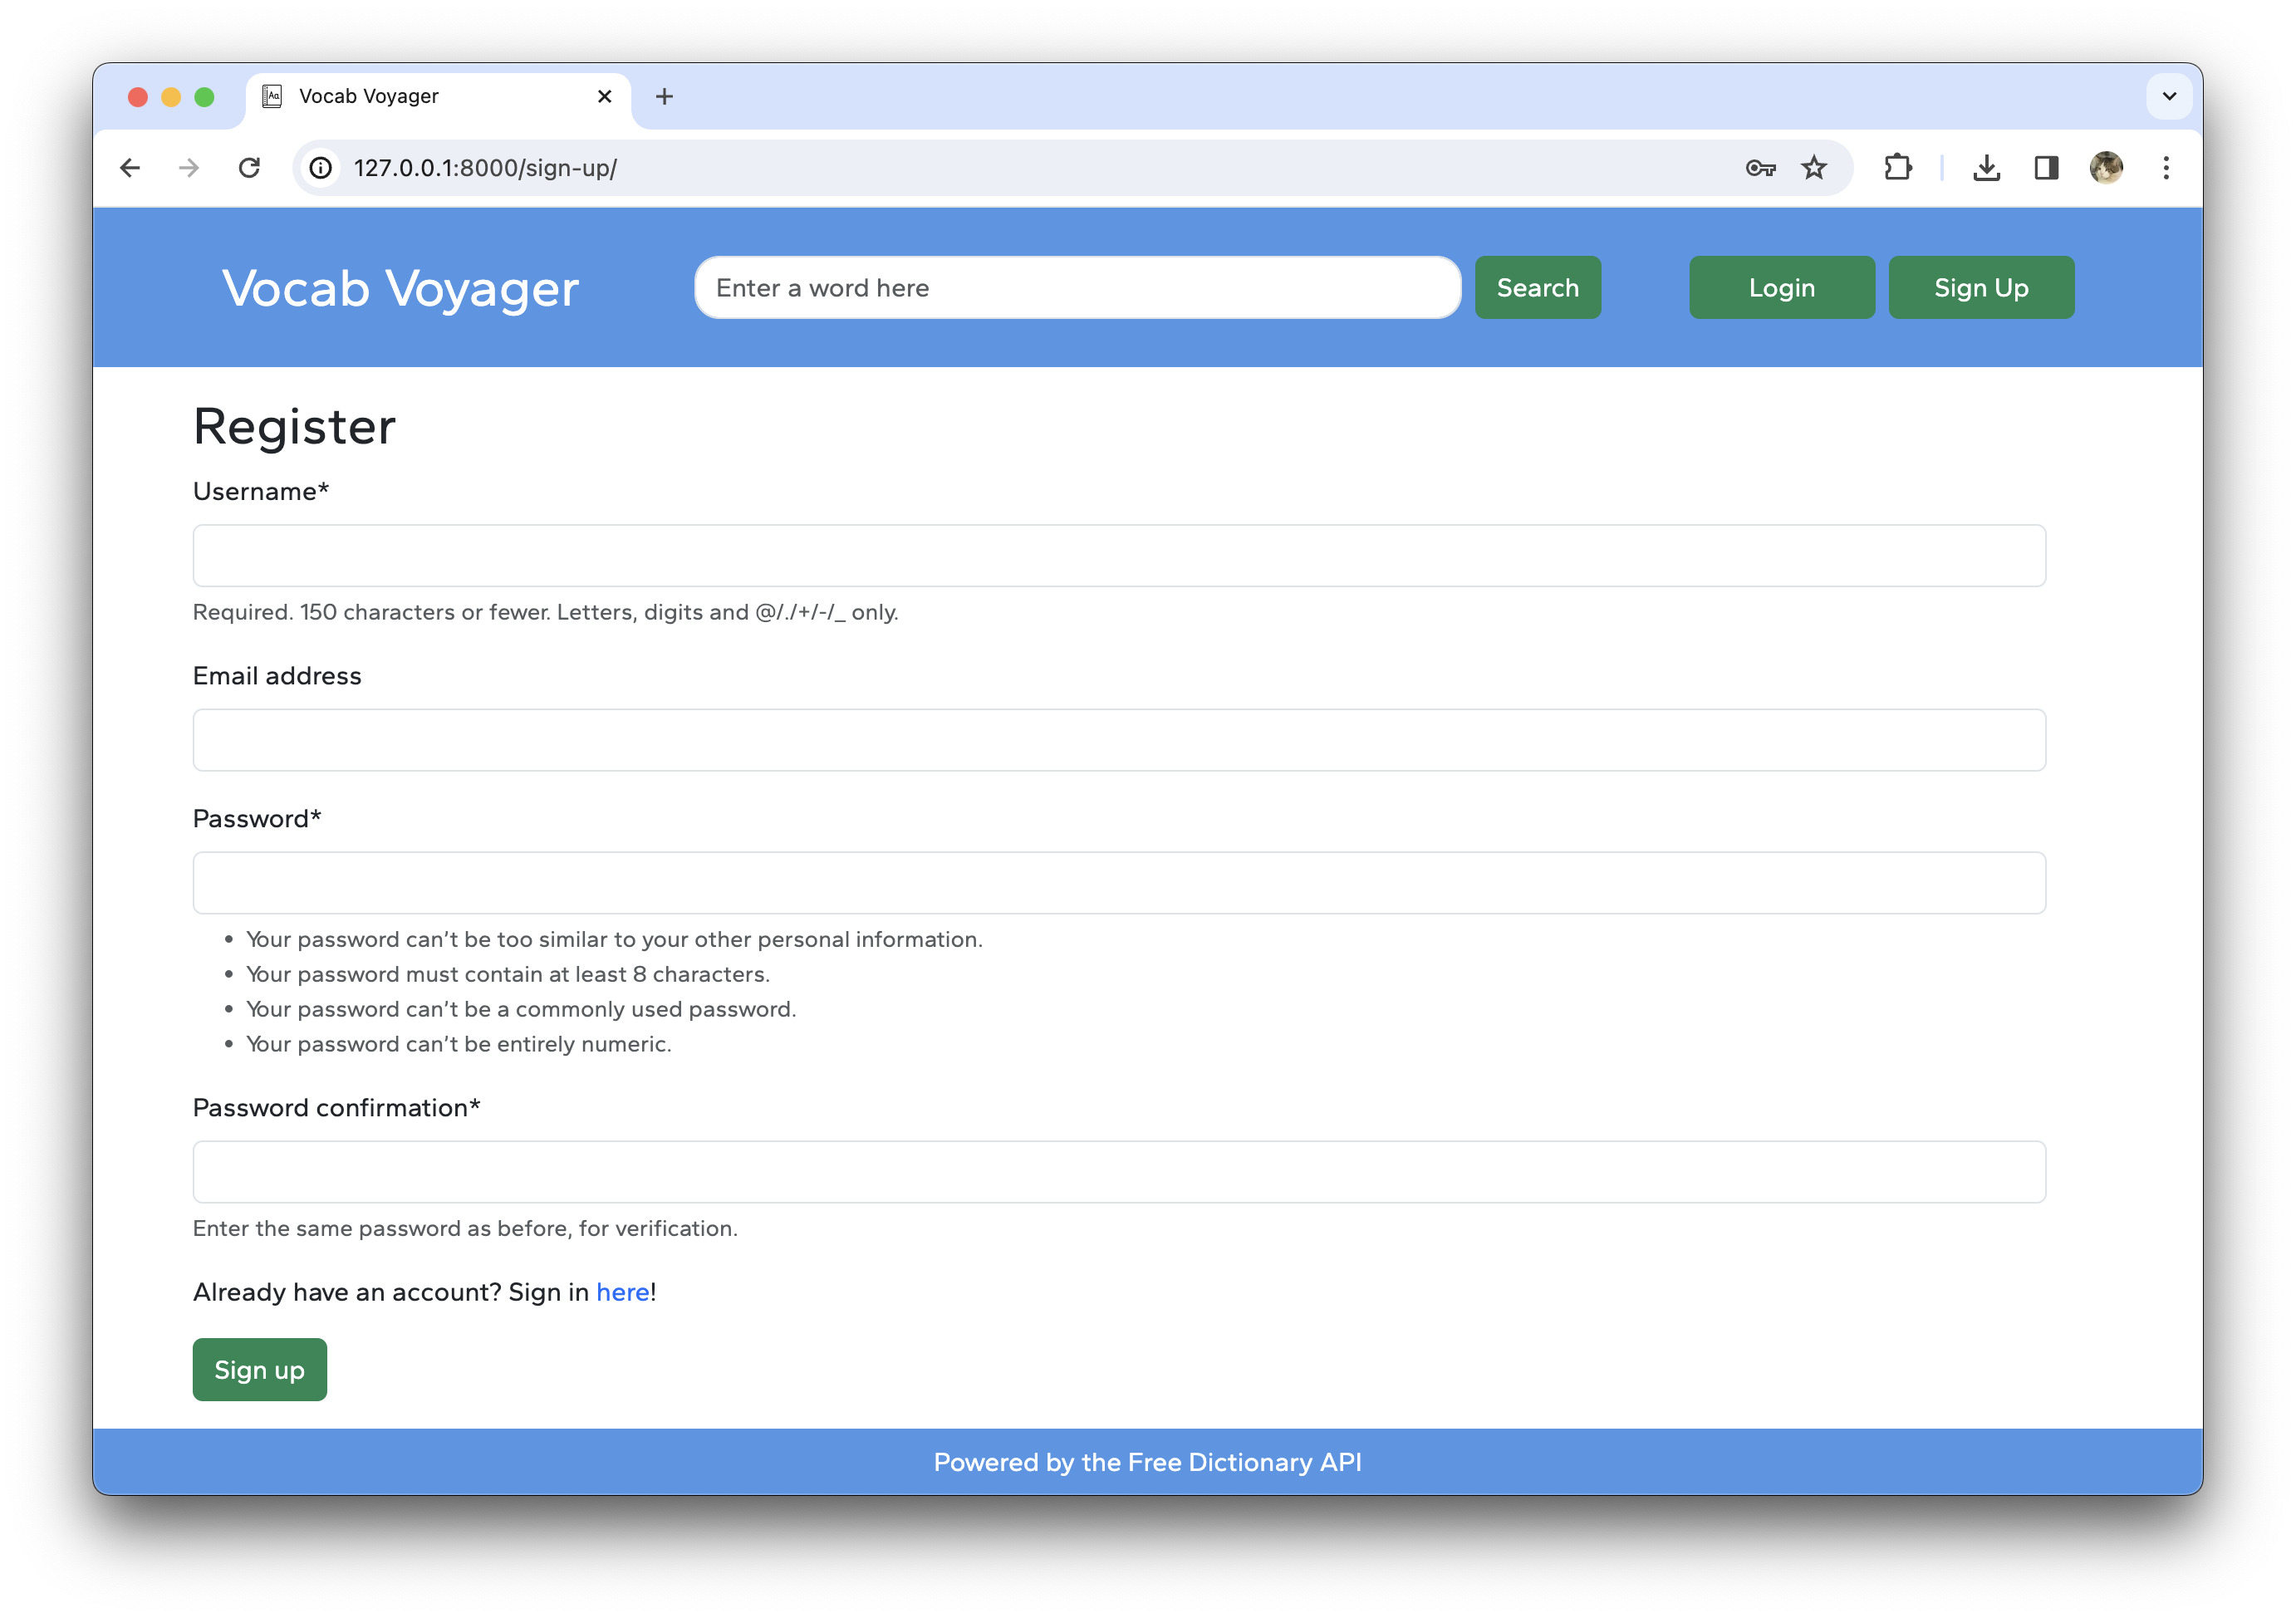 Vocab Voyager
127.0.0.1:8000/sign-up/
Vocab Voyager
Enter a word here
Search
Login
Sign Up
Register
Username*
Required. 150 characters or fewer. Letters, digits and @/./+/-/_ only.
Email address
Password*
• Your password can’t be too similar to your other personal information.
• Your password must contain at least 8 characters.
• Your password can’t be a commonly used password.
• Your password can’t be entirely numeric.
Password confirmation*
Enter the same password as before, for verification.
Already have an account? Sign in here!
Sign up
Powered by the Free Dictionary API